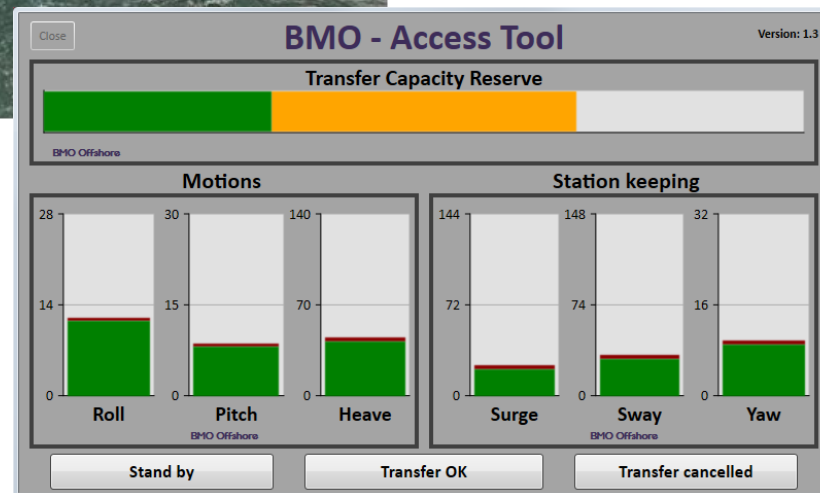 Close
BMO - Access Tool
Version: 1.3
Transfer Capacity Reserve
BMO Offshore
Motions
Station keeping
28
14
0
30
15
0
140
70
0
144
72
0
148
74
0
32
16
0
Roll
Pitch
Heave
Surge
Sway
Yaw
BMO Offshore
BMO Offshore
Stand by
Transfer OK
Transfer cancelled